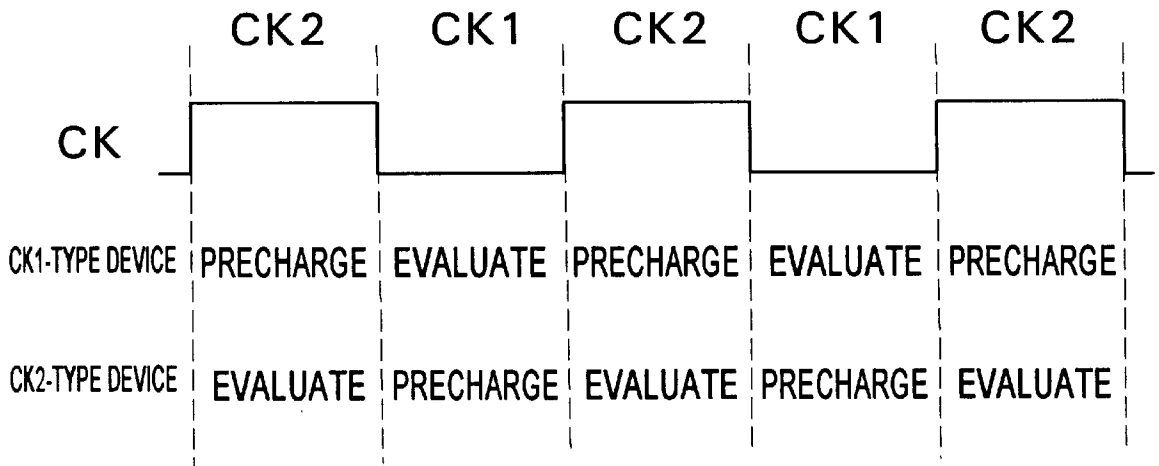 CK2 CK1 CK2 CK1 CK2
CK
CK1-TYPE DEVICE PRECHARGE EVALUATE PRECHARGE EVALUATE PRECHARGE
CK2-TYPE DEVICE EVALUATE PRECHARGE EVALUATE PRECHARGE EVALUATE